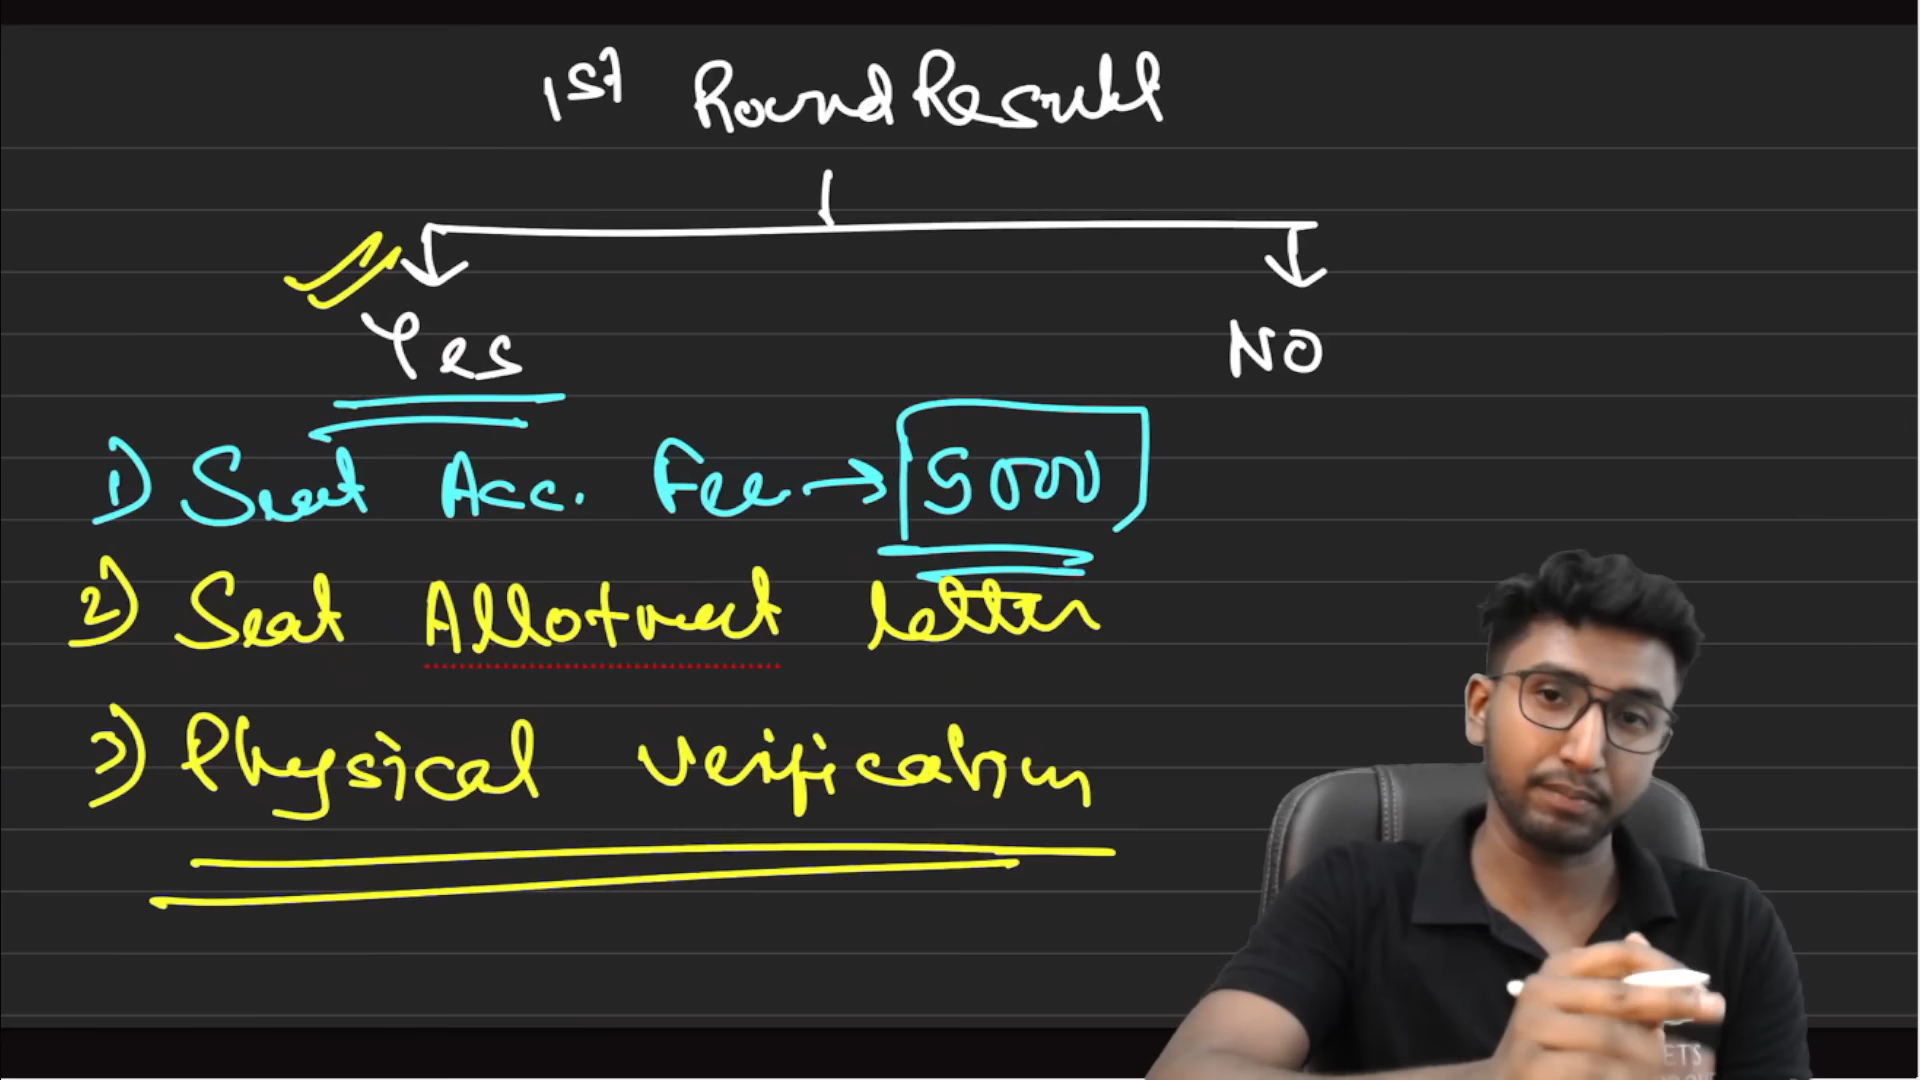 1st Round Result
Yes
NO
1) Seat Acc. Fee → 5000
2) Seat Allotment letter
3) Physical verification